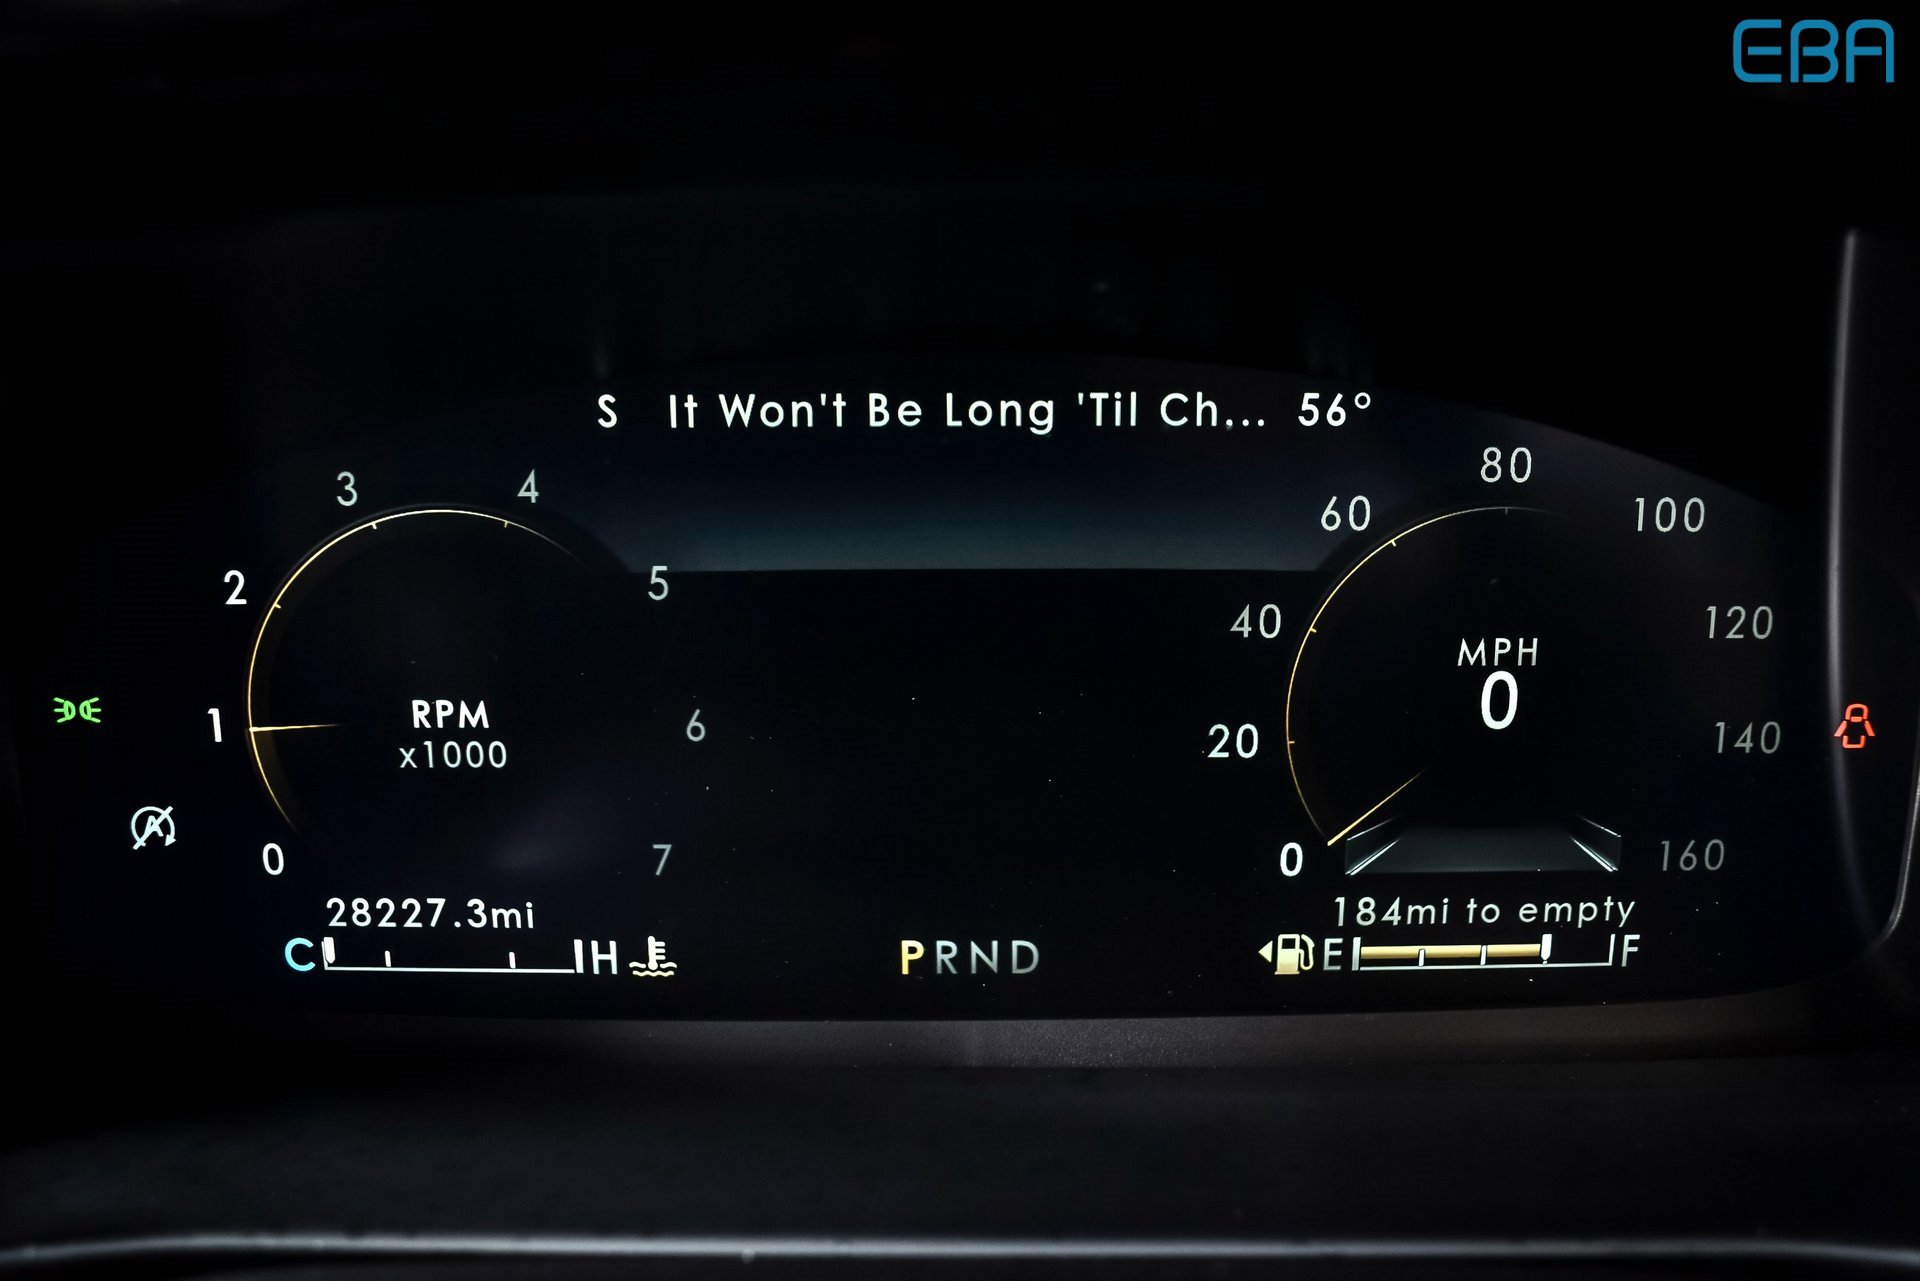 EBA
S It Won't Be Long 'Til Ch... 56°
0 1 2 3 4 5 6 7
RPM
x1000
0 20 40 60 80 100 120 140 160
MPH
0
A
28227.3mi
184mi to empty
C H
PRND
E F